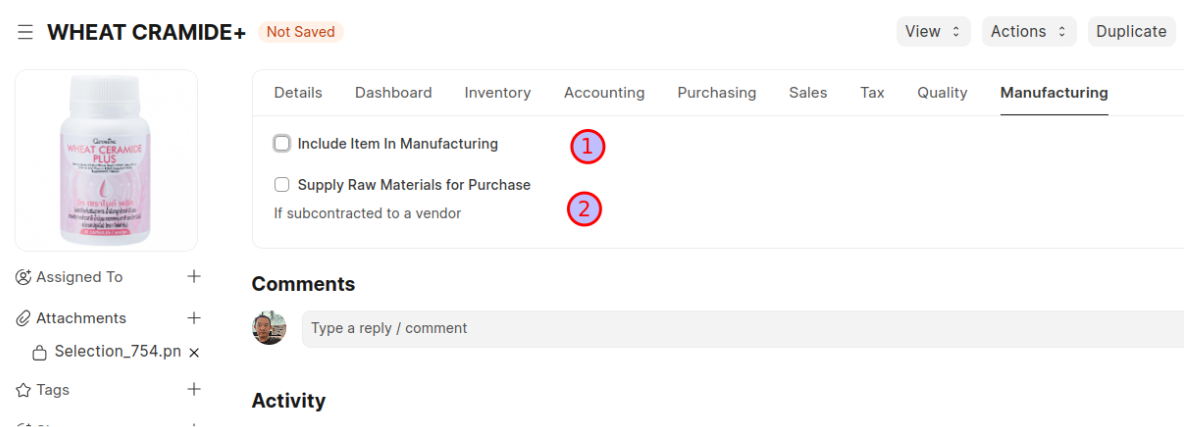 WHEAT CRAMIDE+ Not Saved View Actions Duplicate
Details Dashboard Inventory Accounting Purchasing Sales Tax Quality Manufacturing
Giffarine
WHEAT CERAMIDE
PLUS
Include Item In Manufacturing 1
Supply Raw Materials for Purchase
If subcontracted to a vendor 2
Assigned To
Attachments
Selection_754.pn
Tags
Comments
Type a reply / comment
Activity